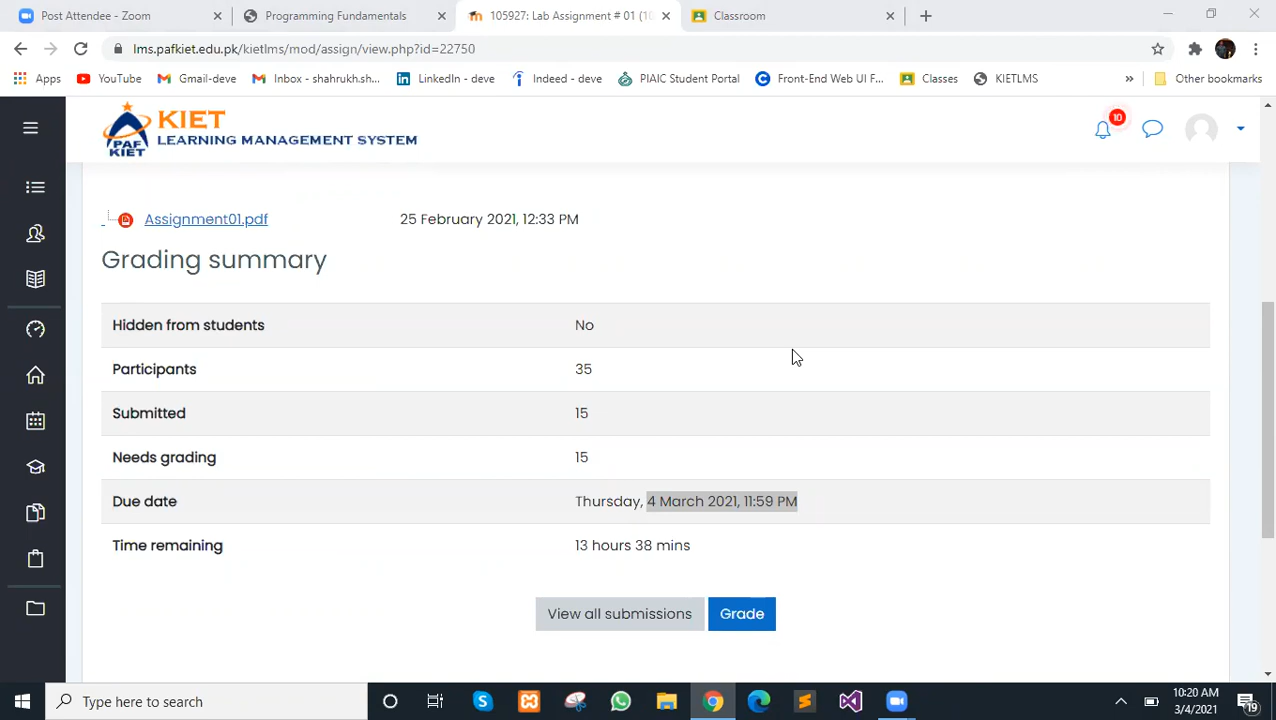 Post Attendee - Zoom
Programming Fundamentals
105927: Lab Assignment # 01 (10
Classroom
lms.pafkiet.edu.pk/kietlms/mod/assign/view.php?id=22750
Apps
YouTube
Gmail-deve
Inbox - shahrukh.sh...
LinkedIn - deve
Indeed - deve
PIAIC Student Portal
Front-End Web UI F...
Classes
KIETLMS
»
Other bookmarks
PAF
KIET
KIET
LEARNING MANAGEMENT SYSTEM
10
Assignment01.pdf
25 February 2021, 12:33 PM
Grading summary
Hidden from students
No
Participants
35
Submitted
15
Needs grading
15
Due date
Thursday, 4 March 2021, 11:59 PM
Time remaining
13 hours 38 mins
View all submissions
Grade
Type here to search
10:20 AM
3/4/2021
19